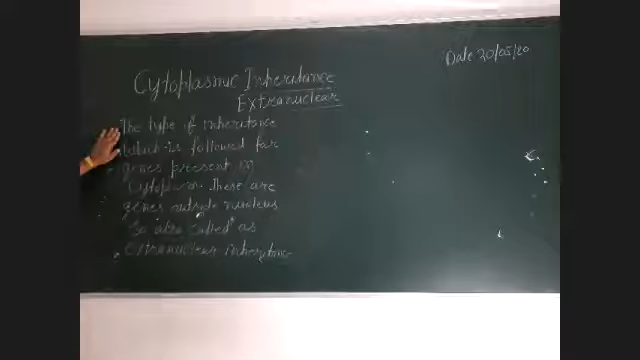 Date 20/05/20
Cytoplasmic Inheritance
Extranuclear
The type of inheritance
which is followed for
genes present in
Cytoplasm. These are
genes outside nucleus
So also called as
Extranuclear inheritance